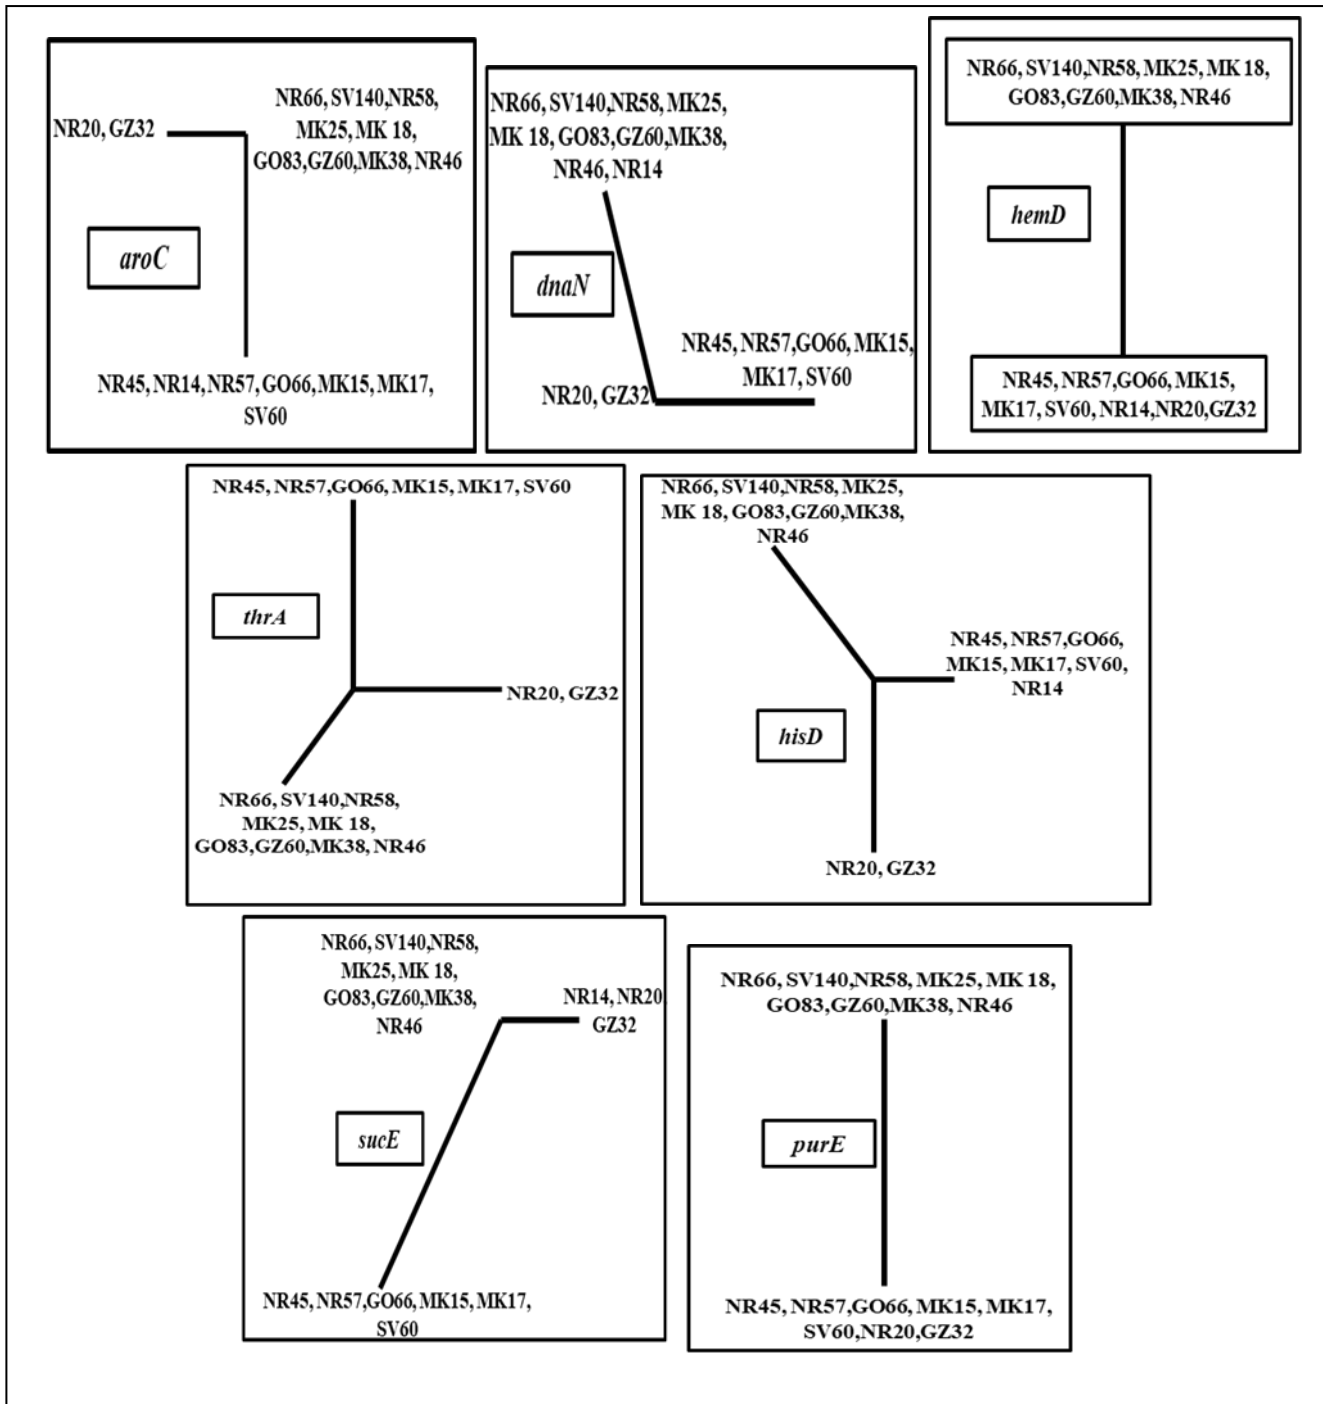 NR66, SV140,NR58,
MK25, MK 18,
GO83,GZ60,MK38, NR46
NR20, GZ32
aroC
NR45, NR14,NR57,GO66,MK15,MK17,
SV60
NR66, SV140,NR58, MK25,
MK 18, GO83,GZ60,MK38,
NR46, NR14
dnaN
NR45, NR57,GO66, MK15,
MK17, SV60
NR20, GZ32
NR66, SV140,NR58, MK25, MK 18,
GO83,GZ60,MK38, NR46
hemD
NR45, NR57,GO66, MK15,
MK17, SV60, NR14,NR20,GZ32
NR45, NR57,GO66, MK15, MK17, SV60
thrA
NR20, GZ32
NR66, SV140,NR58,
MK25, MK 18,
GO83,GZ60,MK38, NR46
NR66, SV140,NR58, MK25,
MK 18, GO83,GZ60,MK38,
NR46
NR45, NR57,GO66,
MK15, MK17, SV60,
NR14
hisD
NR20, GZ32
NR66, SV140,NR58,
MK25, MK 18,
GO83,GZ60,MK38,
NR46
NR14, NR20
GZ32
sucE
NR45, NR57,GO66, MK15, MK17,
SV60
NR66, SV140,NR58, MK25, MK 18,
GO83,GZ60,MK38, NR46
purE
NR45, NR57,GO66, MK15, MK17,
SV60,NR20,GZ32